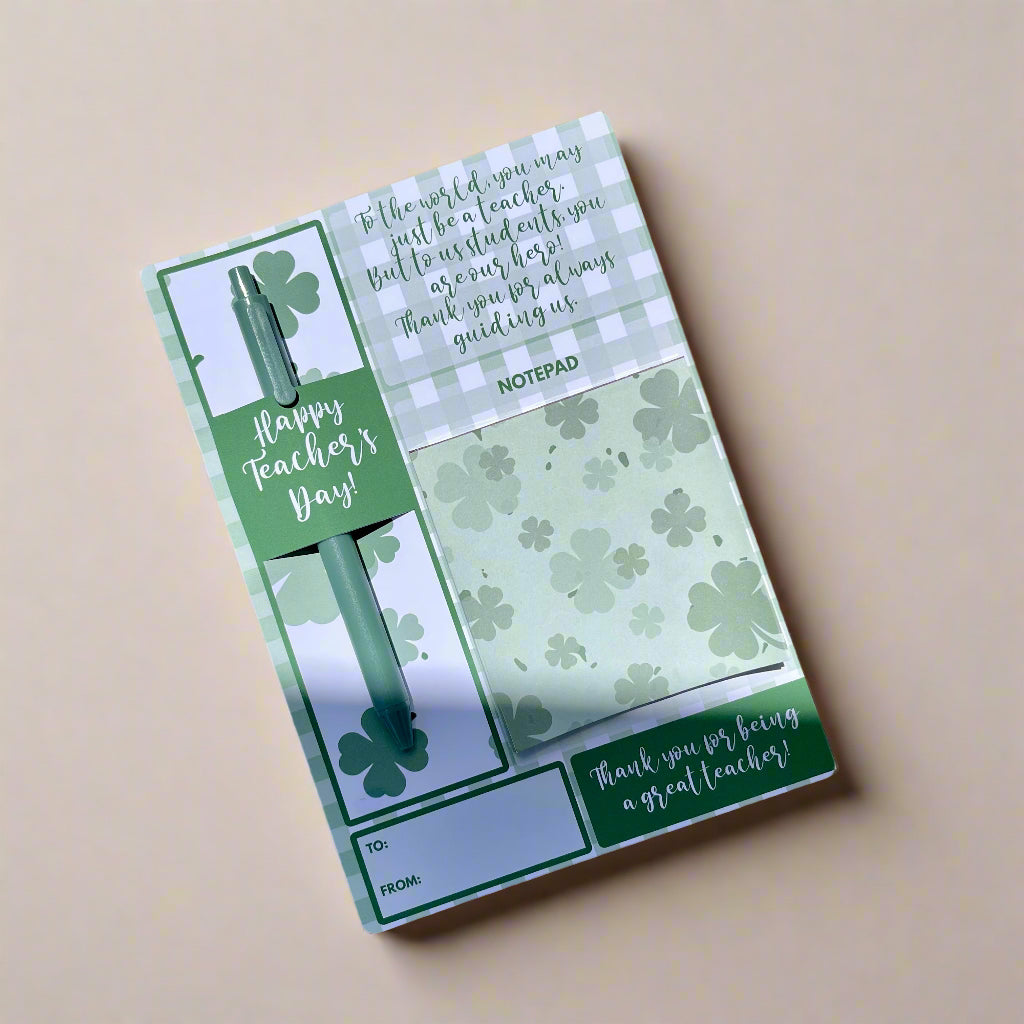 To the world, you may
just be a teacher.
But to us students, you
are our hero!
Thank you for always
guiding us.
NOTEPAD
Happy
Teacher's
Day!
Thank you for being
a great teacher!
TO:
FROM: